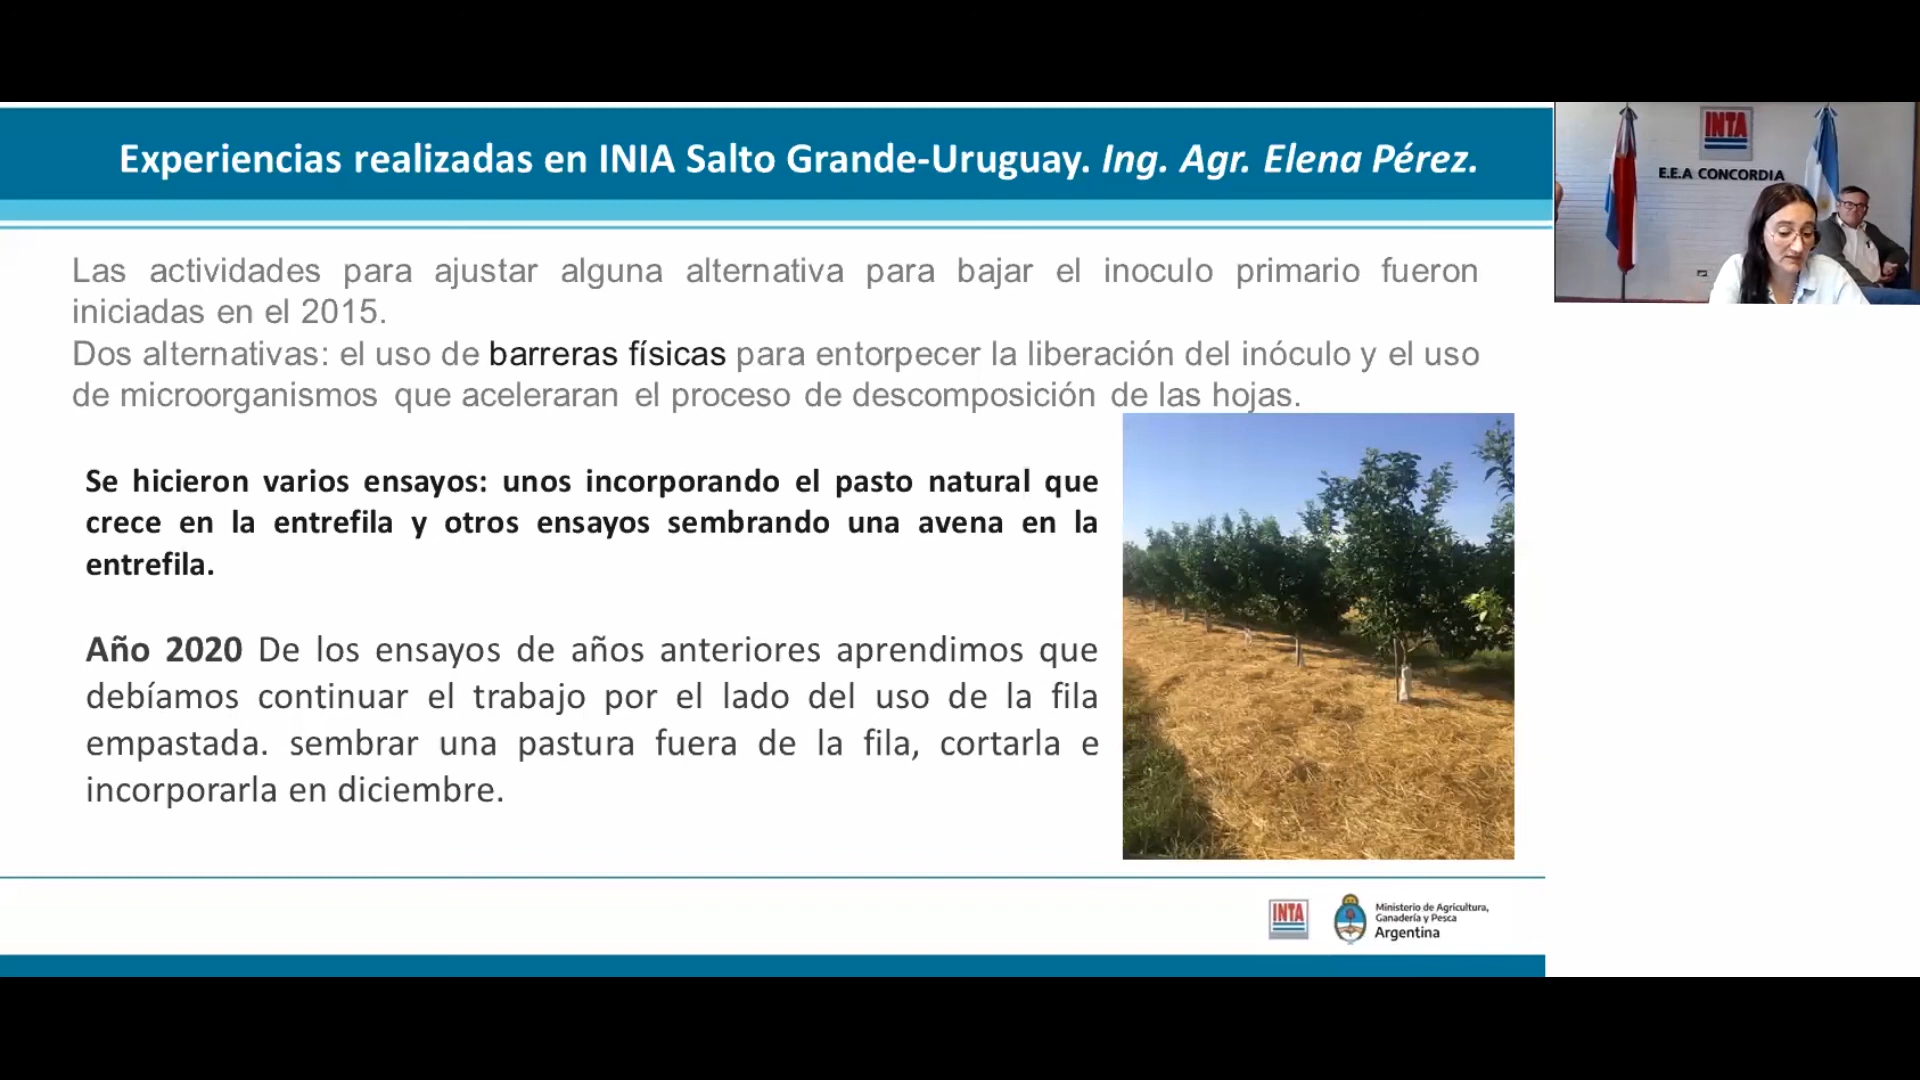 Experiencias realizadas en INIA Salto Grande-Uruguay. Ing. Agr. Elena Pérez.
INTA
E.E.A CONCORDIA
Las actividades para ajustar alguna alternativa para bajar el inoculo primario fueron
iniciadas en el 2015.
Dos alternativas: el uso de barreras físicas para entorpecer la liberación del inóculo y el uso
de microorganismos que aceleraran el proceso de descomposición de las hojas.
Se hicieron varios ensayos: unos incorporando el pasto natural que
crece en la entrefila y otros ensayos sembrando una avena en la
entrefila.
Año 2020 De los ensayos de años anteriores aprendimos que
debíamos continuar el trabajo por el lado del uso de la fila
empastada. sembrar una pastura fuera de la fila, cortarla e
incorporarla en diciembre.
INTA
Ministerio de Agricultura,
Ganadería y Pesca
Argentina